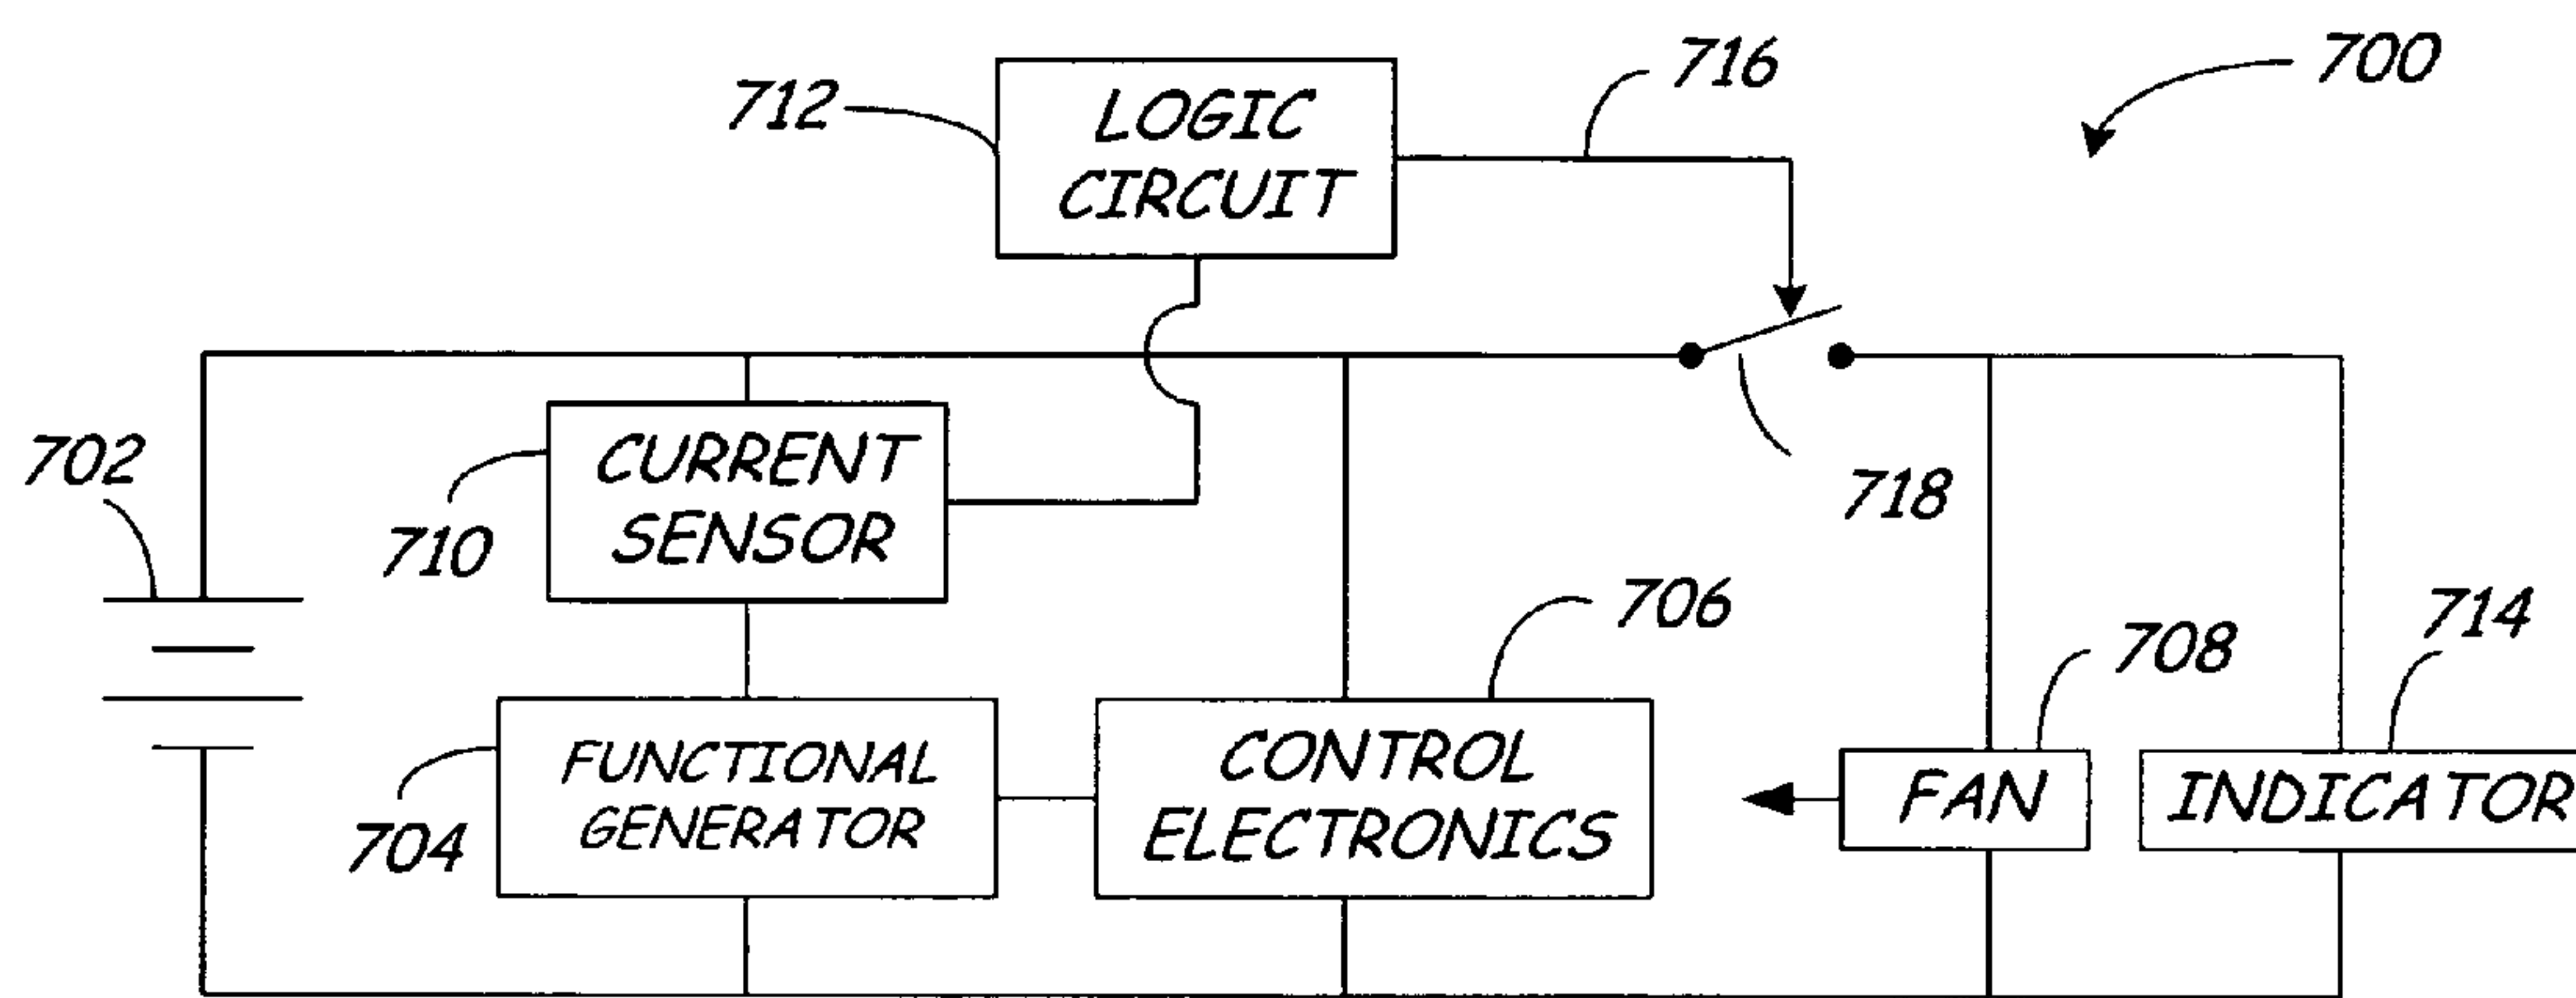 700
716
712
LOGIC
CIRCUIT
702
CURRENT
SENSOR
710
718
706
714
708
FUNCTIONAL
GENERATOR
704
CONTROL
ELECTRONICS
FAN
INDICATOR